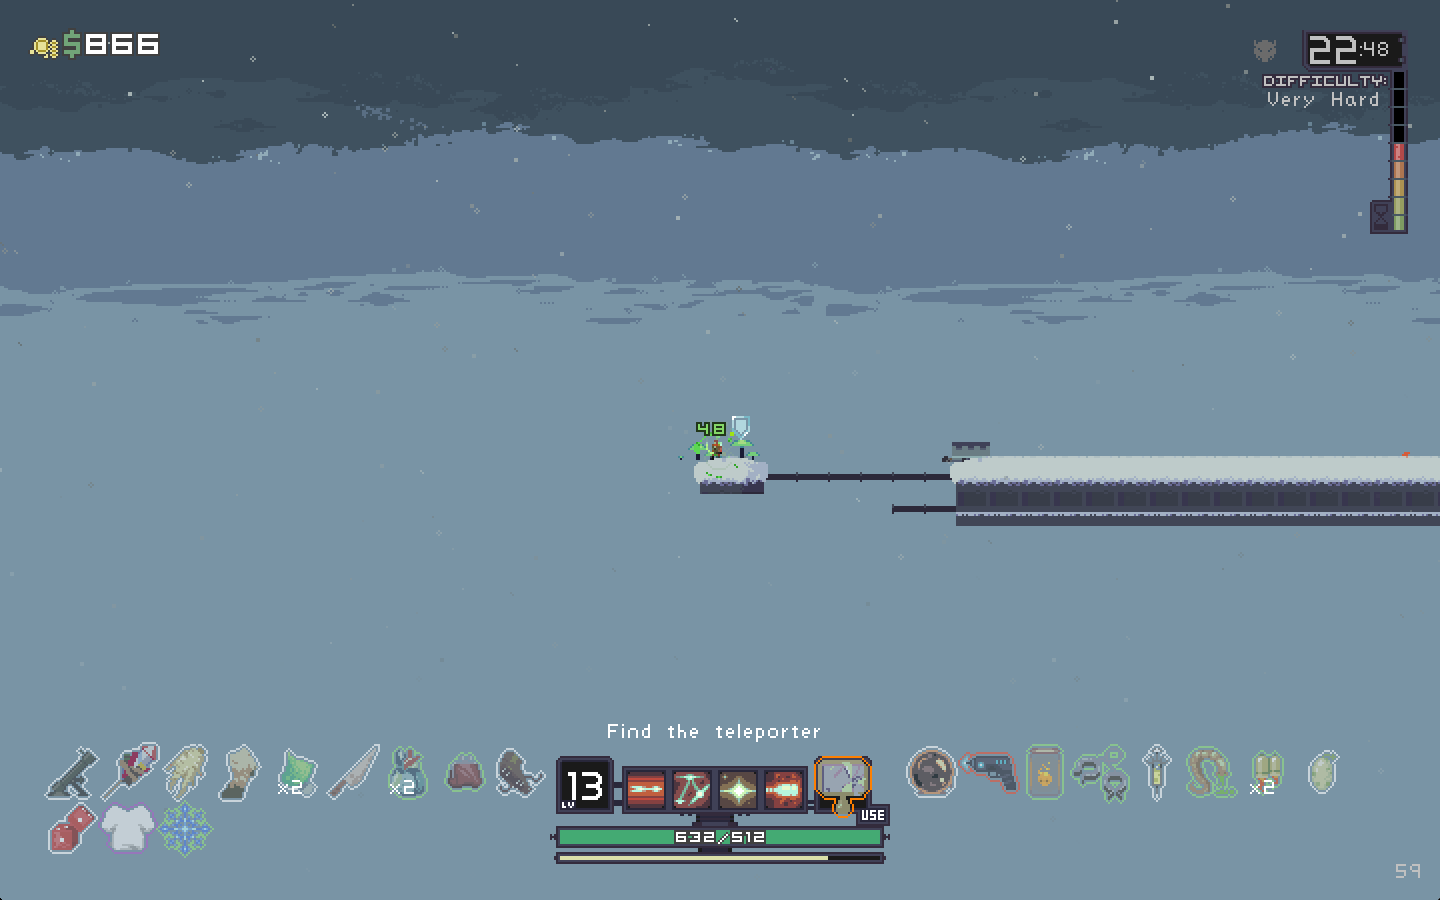 $866
22:48
DIFFICULTY:
Very Hard
48
Find the teleporter
x2
x2
x2
13
LV
USE
632/512
59